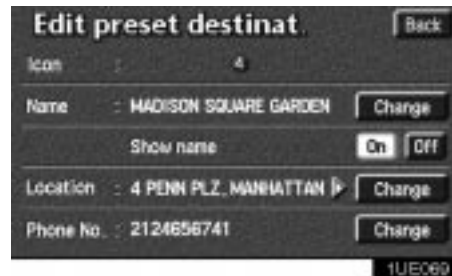 Edit preset destinat. Back
Icon : 4
Name : MADISON SQUARE GARDEN Change
Show name On Off
Location : 4 PENN PLZ, MANHATTAN Change
Phone No. : 2124656741 Change
1UE069